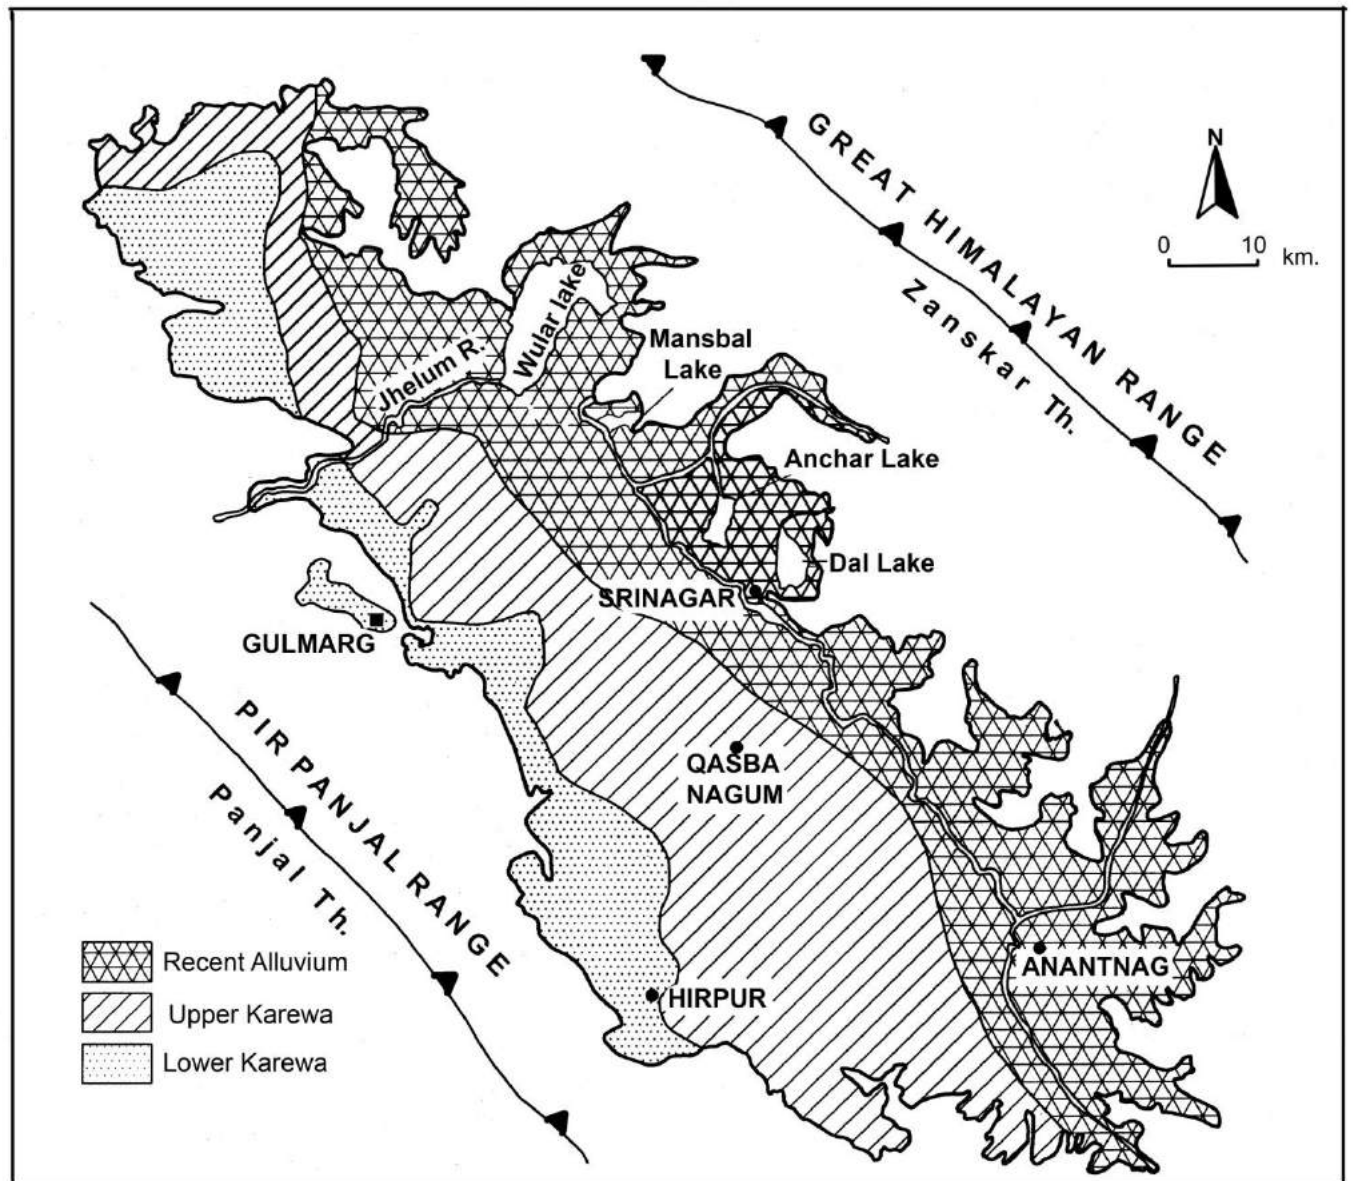 GREAT HIMALAYAN RANGE
Zanskar Th.
N
0 10 km.
Wular lake
Jhelum R.
Mansbal
Lake
Anchar Lake
Dal Lake
SRINAGAR
GULMARG
PIR PANJAL RANGE
Panjal Th.
QASBA
NAGUM
ANANTNAG
HIRPUR
Recent Alluvium
Upper Karewa
Lower Karewa